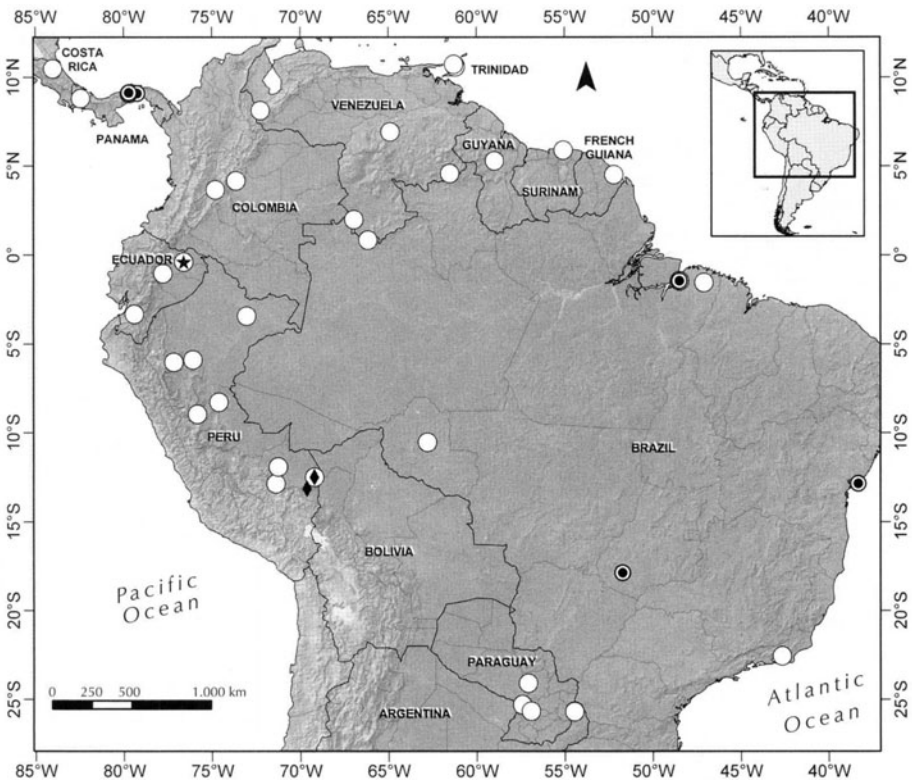 85°W 80°W 75°W 70°W 65°W 60°W 55°W 50°W 45°W 40°W
10°N
5°N
0°
5°S
10°S
15°S
20°S
25°S
10°N
5°N
0°
5°S
10°S
15°S
20°S
25°S
COSTA
RICA
PANAMA
TRINIDAD
VENEZUELA
GUYANA
FRENCH
GUIANA
SURINAM
COLOMBIA
ECUADOR
PERU
BRAZIL
BOLIVIA
Pacific
Ocean
PARAGUAY
ARGENTINA
Atlantic
Ocean
0 250 500 1.000 km
85°W 80°W 75°W 70°W 65°W 60°W 55°W 50°W 45°W 40°W